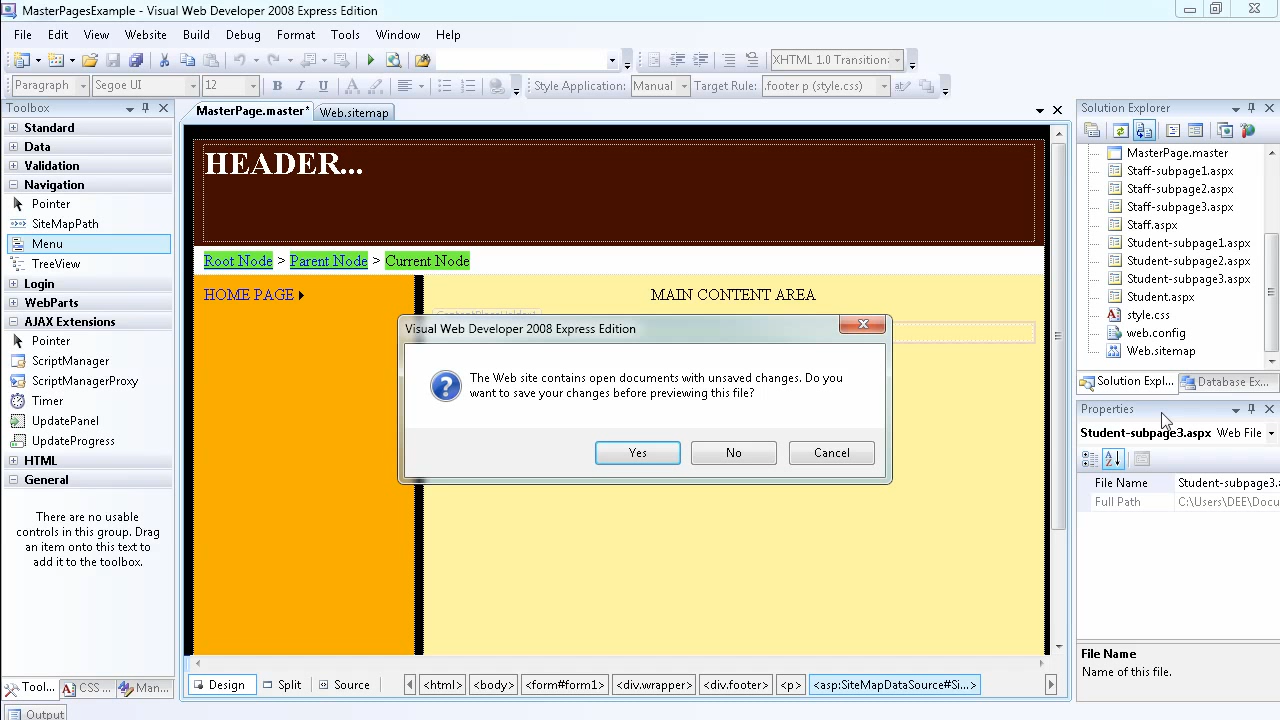 MasterPagesExample - Visual Web Developer 2008 Express Edition
File Edit View Website Build Debug Format Tools Window Help
XHTML 1.0 Transition
Paragraph Segoe UI 12 B I U A Style Application: Manual Target Rule: .footer p (style.css)
Toolbox
Standard
Data
Validation
Navigation
Pointer
SiteMapPath
Menu
TreeView
Login
WebParts
AJAX Extensions
Pointer
ScriptManager
ScriptManagerProxy
Timer
UpdatePanel
UpdateProgress
HTML
General
There are no usable
controls in this group. Drag
an item onto this text to
add it to the toolbox.
Tool... CSS ... Man...
Output
MasterPage.master* Web.sitemap
HEADER...
Root Node > Parent Node > Current Node
HOME PAGE
MAIN CONTENT AREA
Visual Web Developer 2008 Express Edition
The Web site contains open documents with unsaved changes. Do you
want to save your changes before previewing this file?
Yes No Cancel
Design Split Source <html> <body> <form#form1> <div.wrapper> <div.footer> <p> <asp:SiteMapDataSource#Si...>
Solution Explorer
MasterPage.master
Staff-subpage1.aspx
Staff-subpage2.aspx
Staff-subpage3.aspx
Staff.aspx
Student-subpage1.aspx
Student-subpage2.aspx
Student-subpage3.aspx
Student.aspx
style.css
web.config
Web.sitemap
Solution Expl... Database Ex...
Properties
Student-subpage3.aspx Web File
File Name Student-subpage3.
Full Path C:\Users\DEE\Docu
File Name
Name of this file.